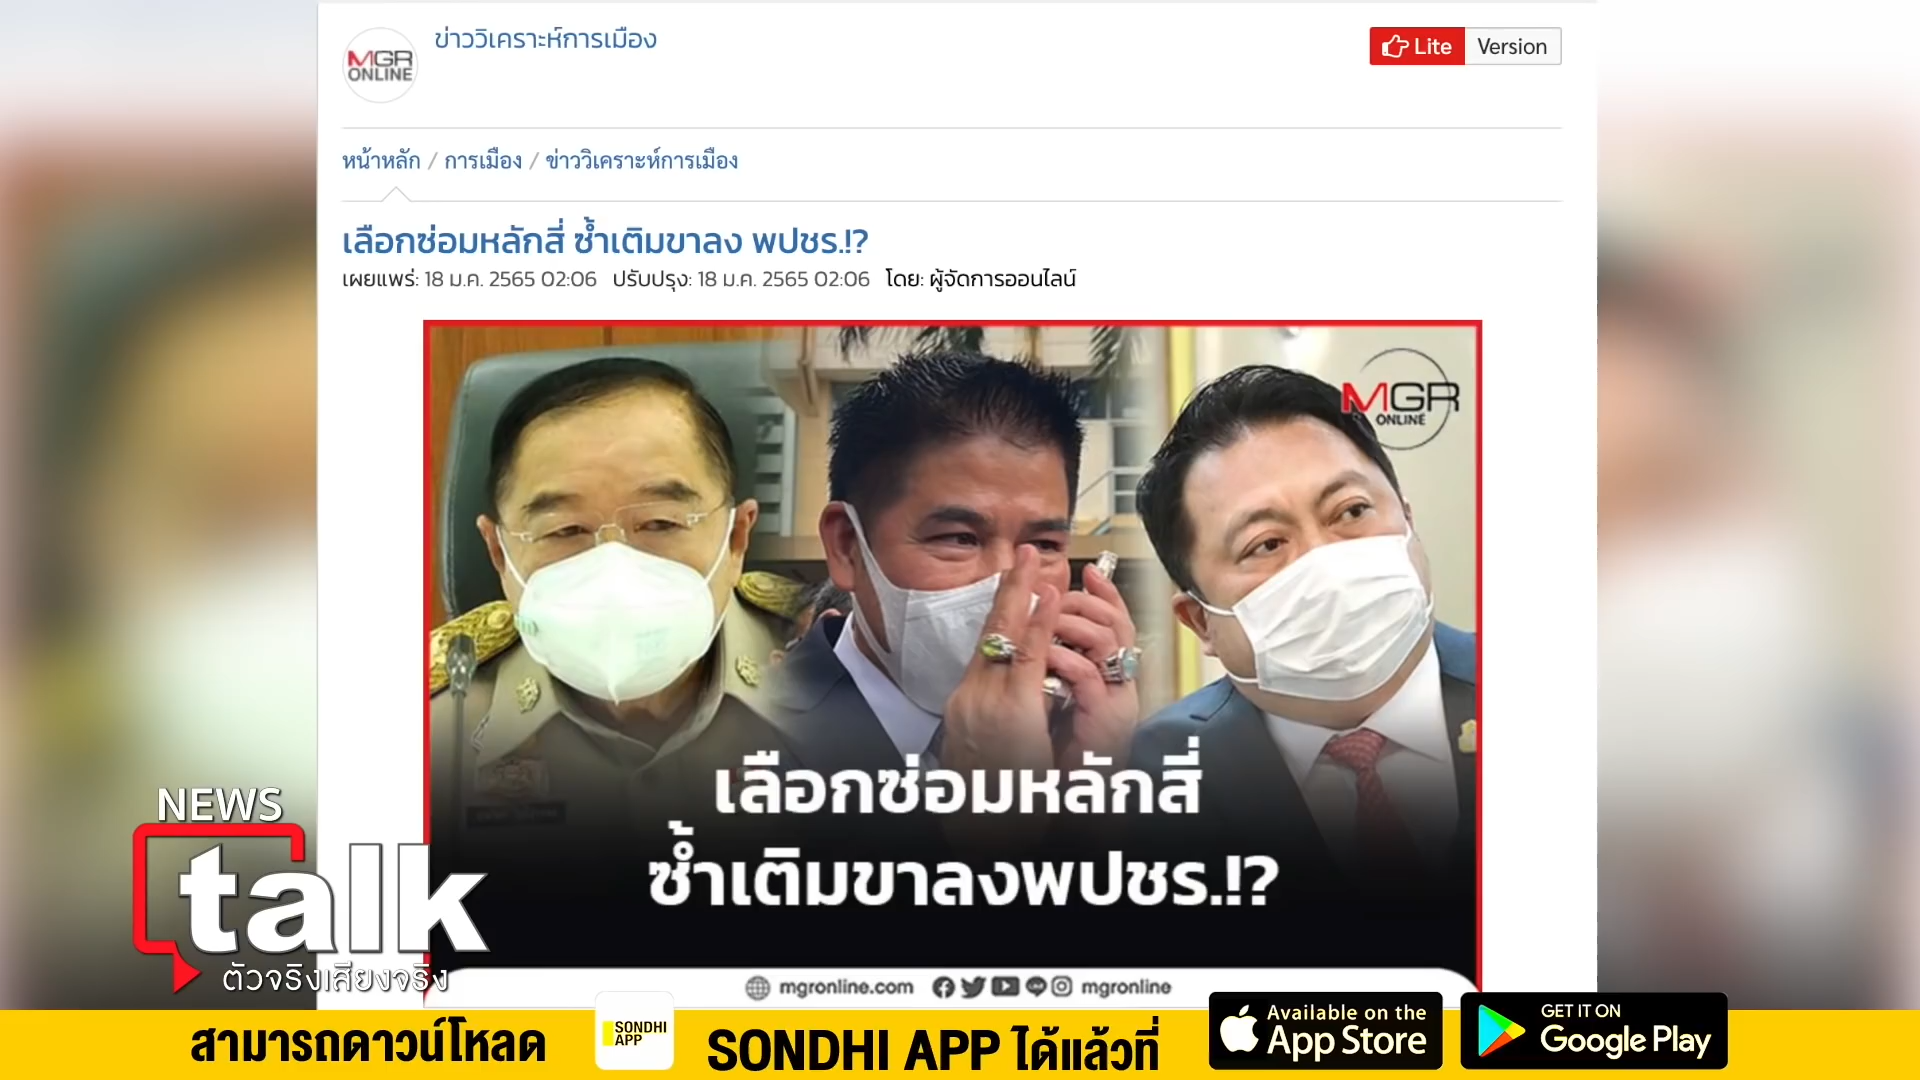 MGR
ONLINE
ข่าววิเคราะห์การเมือง
Lite Version
หน้าหลัก / การเมือง / ข่าววิเคราะห์การเมือง
เลือกซ่อมหลักสี่ ซ้ำเติมขาลง พปชร.!?
เผยแพร่: 18 ม.ค. 2565 02:06 ปรับปรุง: 18 ม.ค. 2565 02:06 โดย: ผู้จัดการออนไลน์
MGR
ONLINE
เลือกซ่อมหลักสี่
ซ้ำเติมขาลงพปชร.!?
mgronline.com mgronline
NEWS
talk
ตัวจริงเสียงจริง
สามารถดาวน์โหลด
SONDHI
APP
SONDHI APP ได้แล้วที่
Available on the
App Store
GET IT ON
Google Play